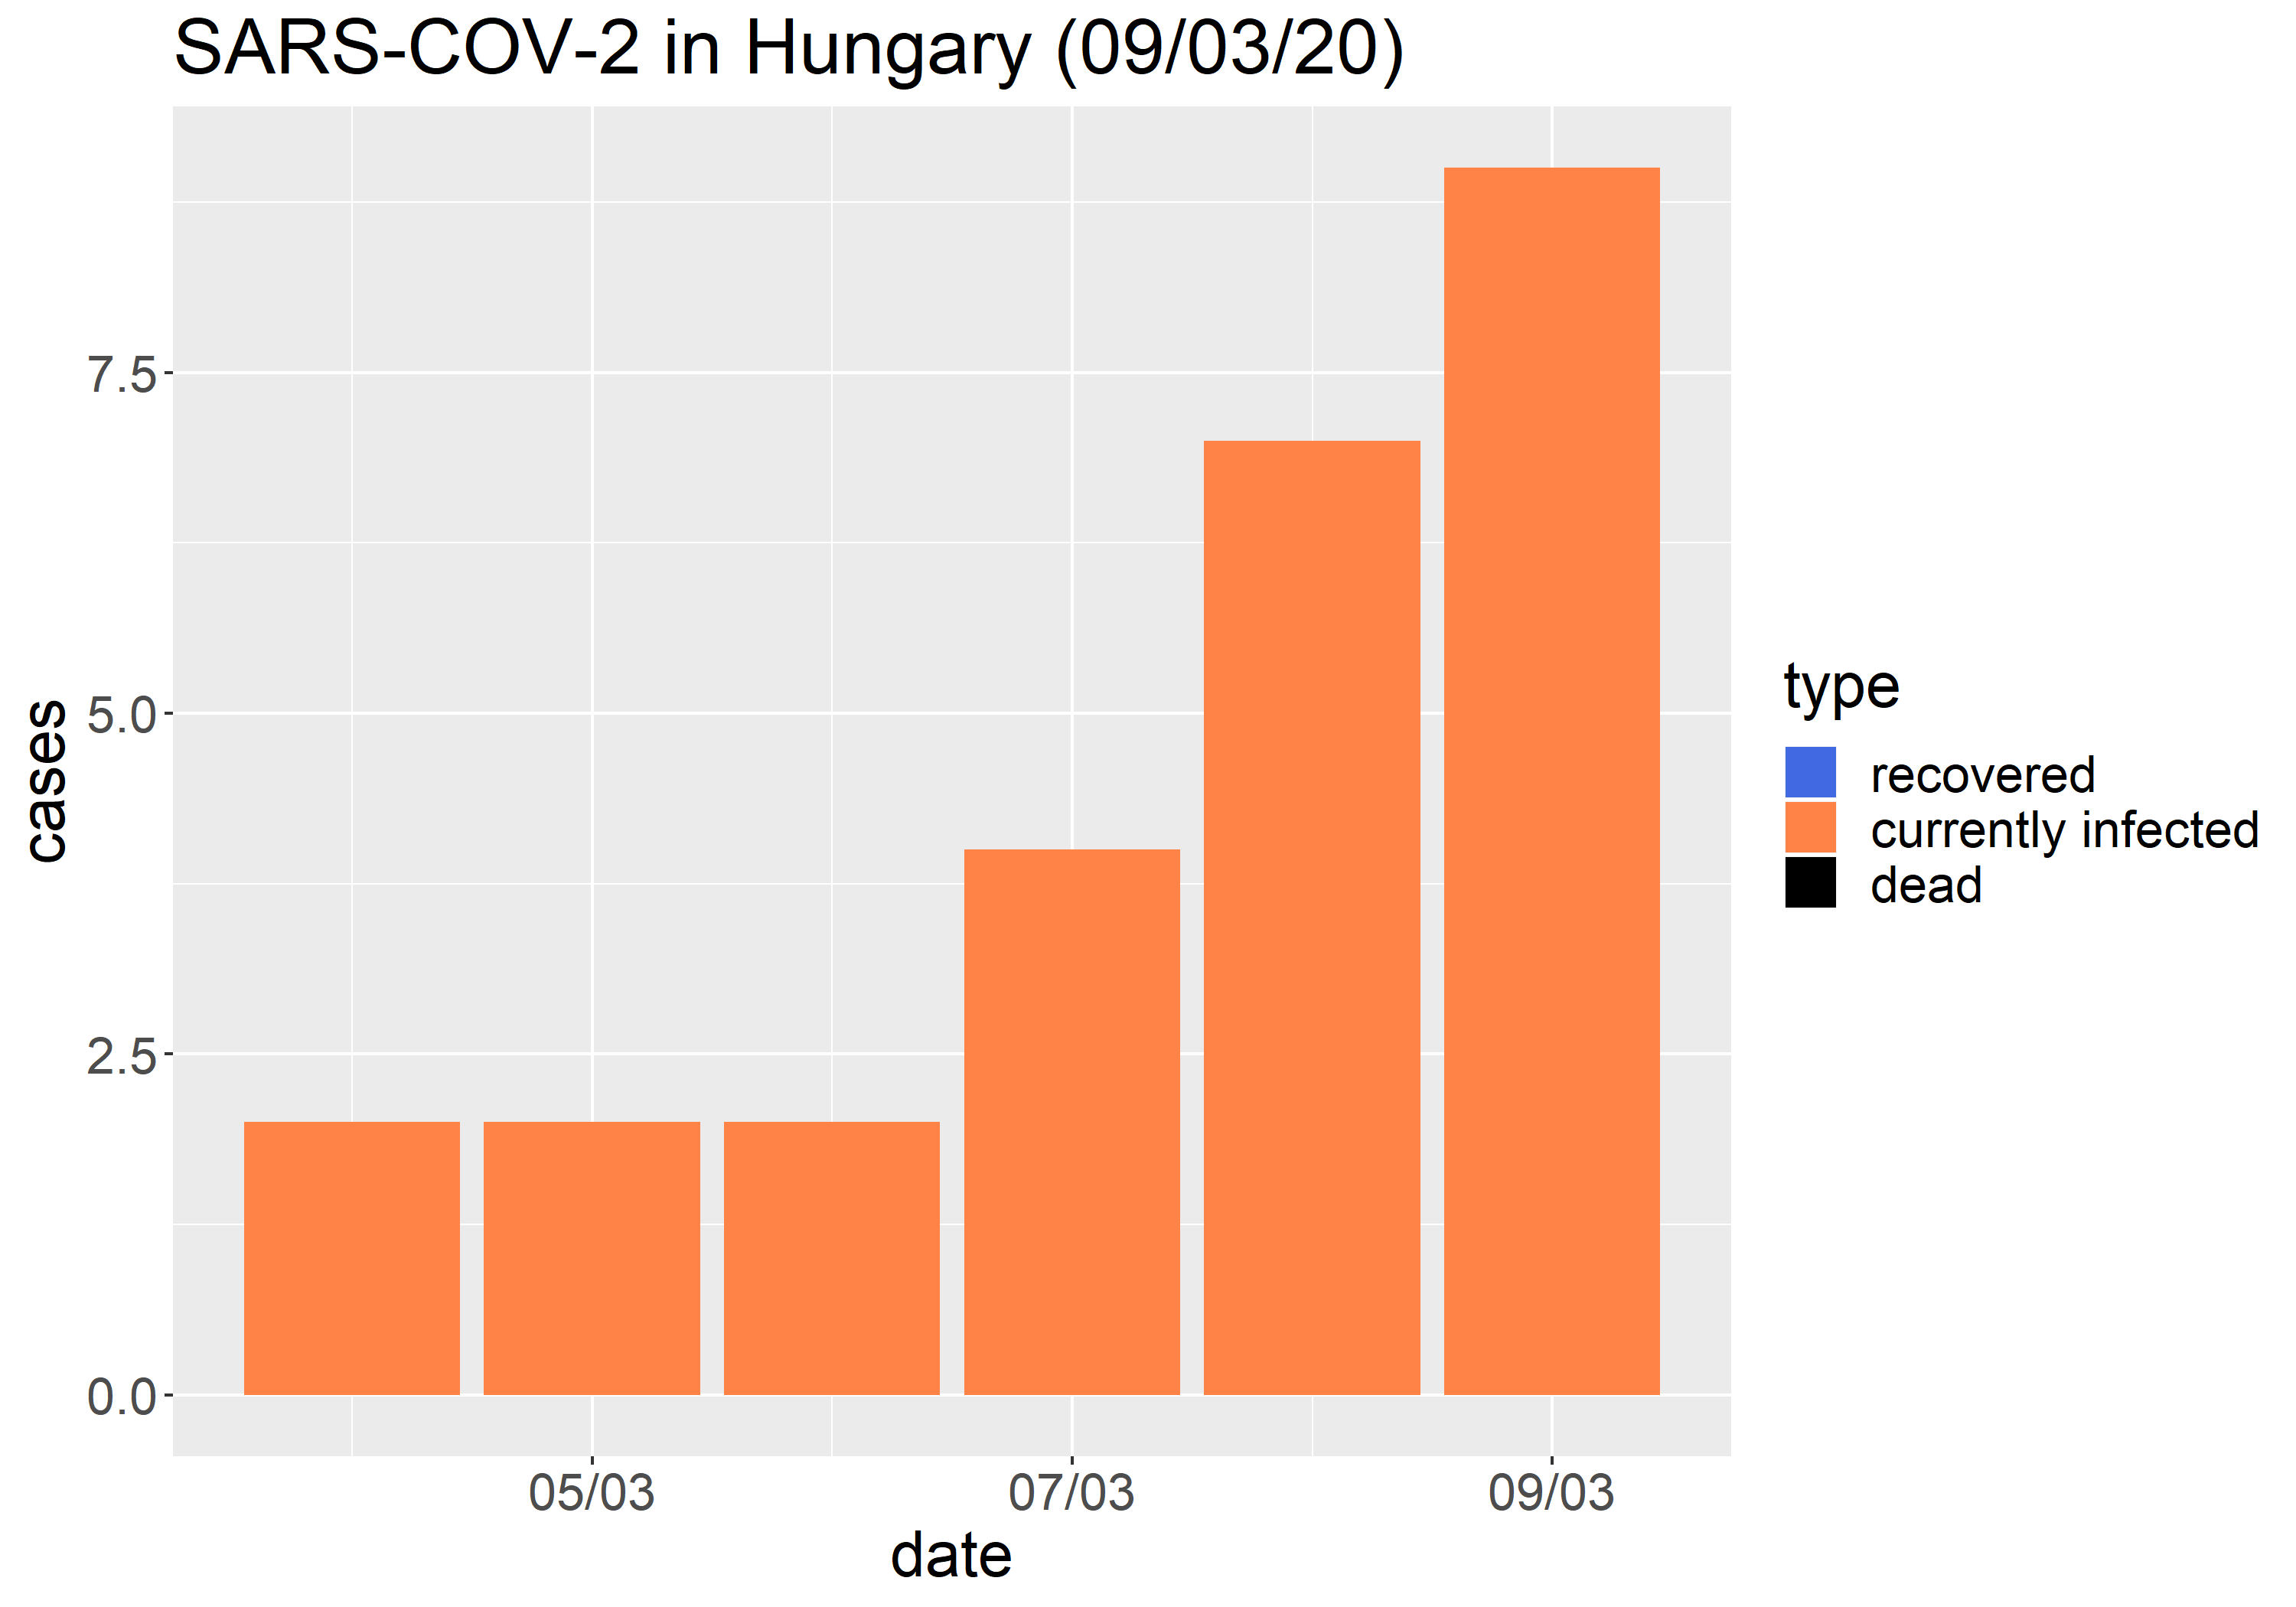 SARS-COV-2 in Hungary (09/03/20)
cases
7.5
5.0
2.5
0.0
05/03 07/03 09/03
date
type
recovered
currently infected
dead